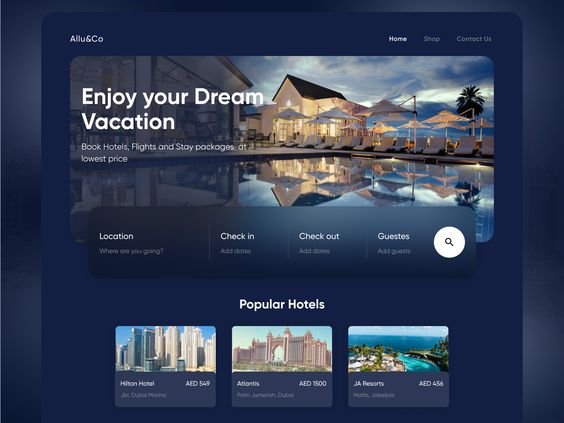 Allu&Co
Home Shop Contact Us
Enjoy your Dream
Vacation
Book Hotels, Flights and Stay packages at
lowest price
Location Check in Check out Guestes
Where are you going? Add dates Add dates Add guests
Popular Hotels
Hilton Hotel AED 549
Atlantis AED 1500
JA Resorts AED 456
Jbr, Dubai Marina
Palm Jumeriah, Dubai
Hatta, Jabeljais